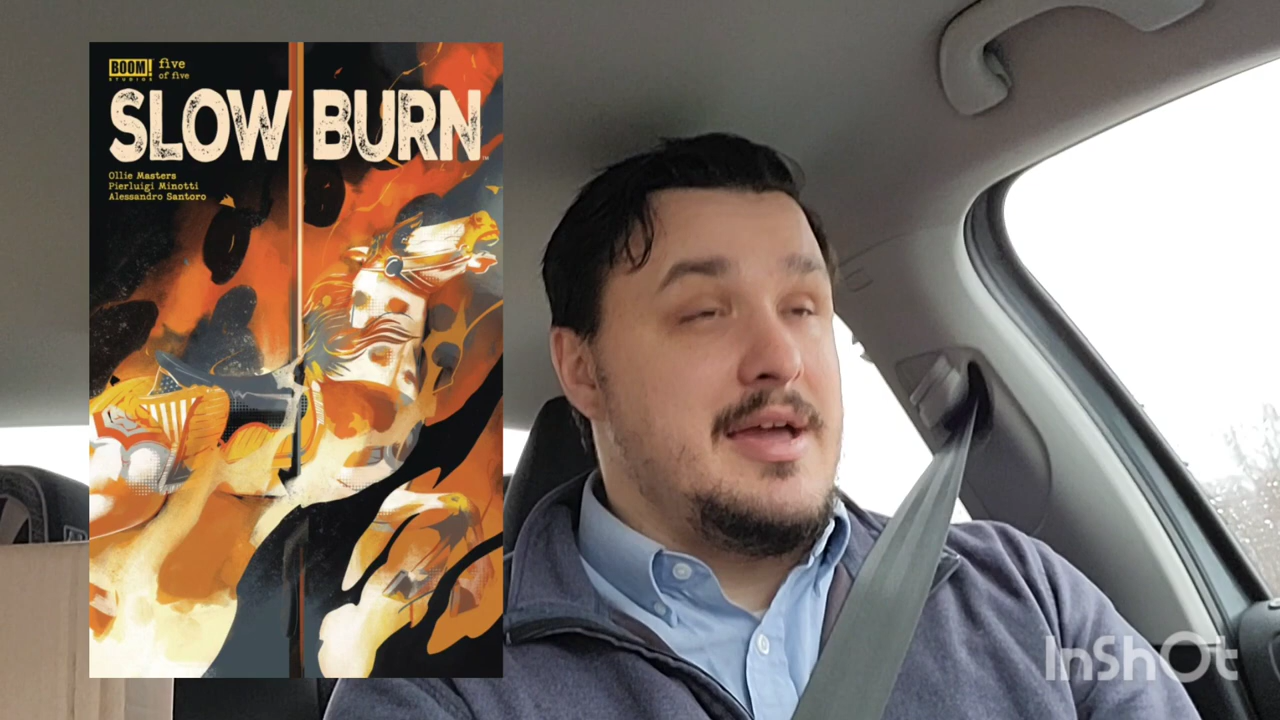 BOOM!
STUDIOS
five
of five
SLOW BURN
Ollie Masters
Pierluigi Minotti
Alessandro Santoro
InShOt